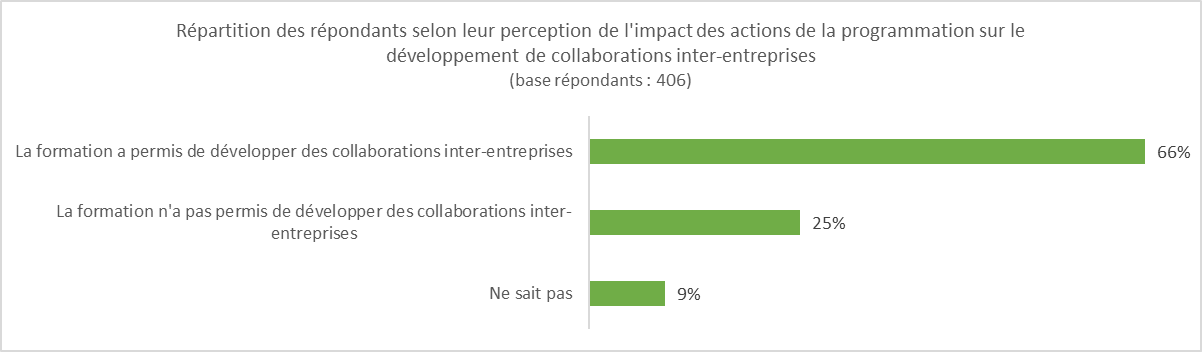 Répartition des répondants selon leur perception de l'impact des actions de la programmation sur le
développement de collaborations inter-entreprises
(base répondants : 406)
La formation a permis de développer des collaborations inter-entreprises
66%
La formation n'a pas permis de développer des collaborations inter-
entreprises
25%
Ne sait pas
9%